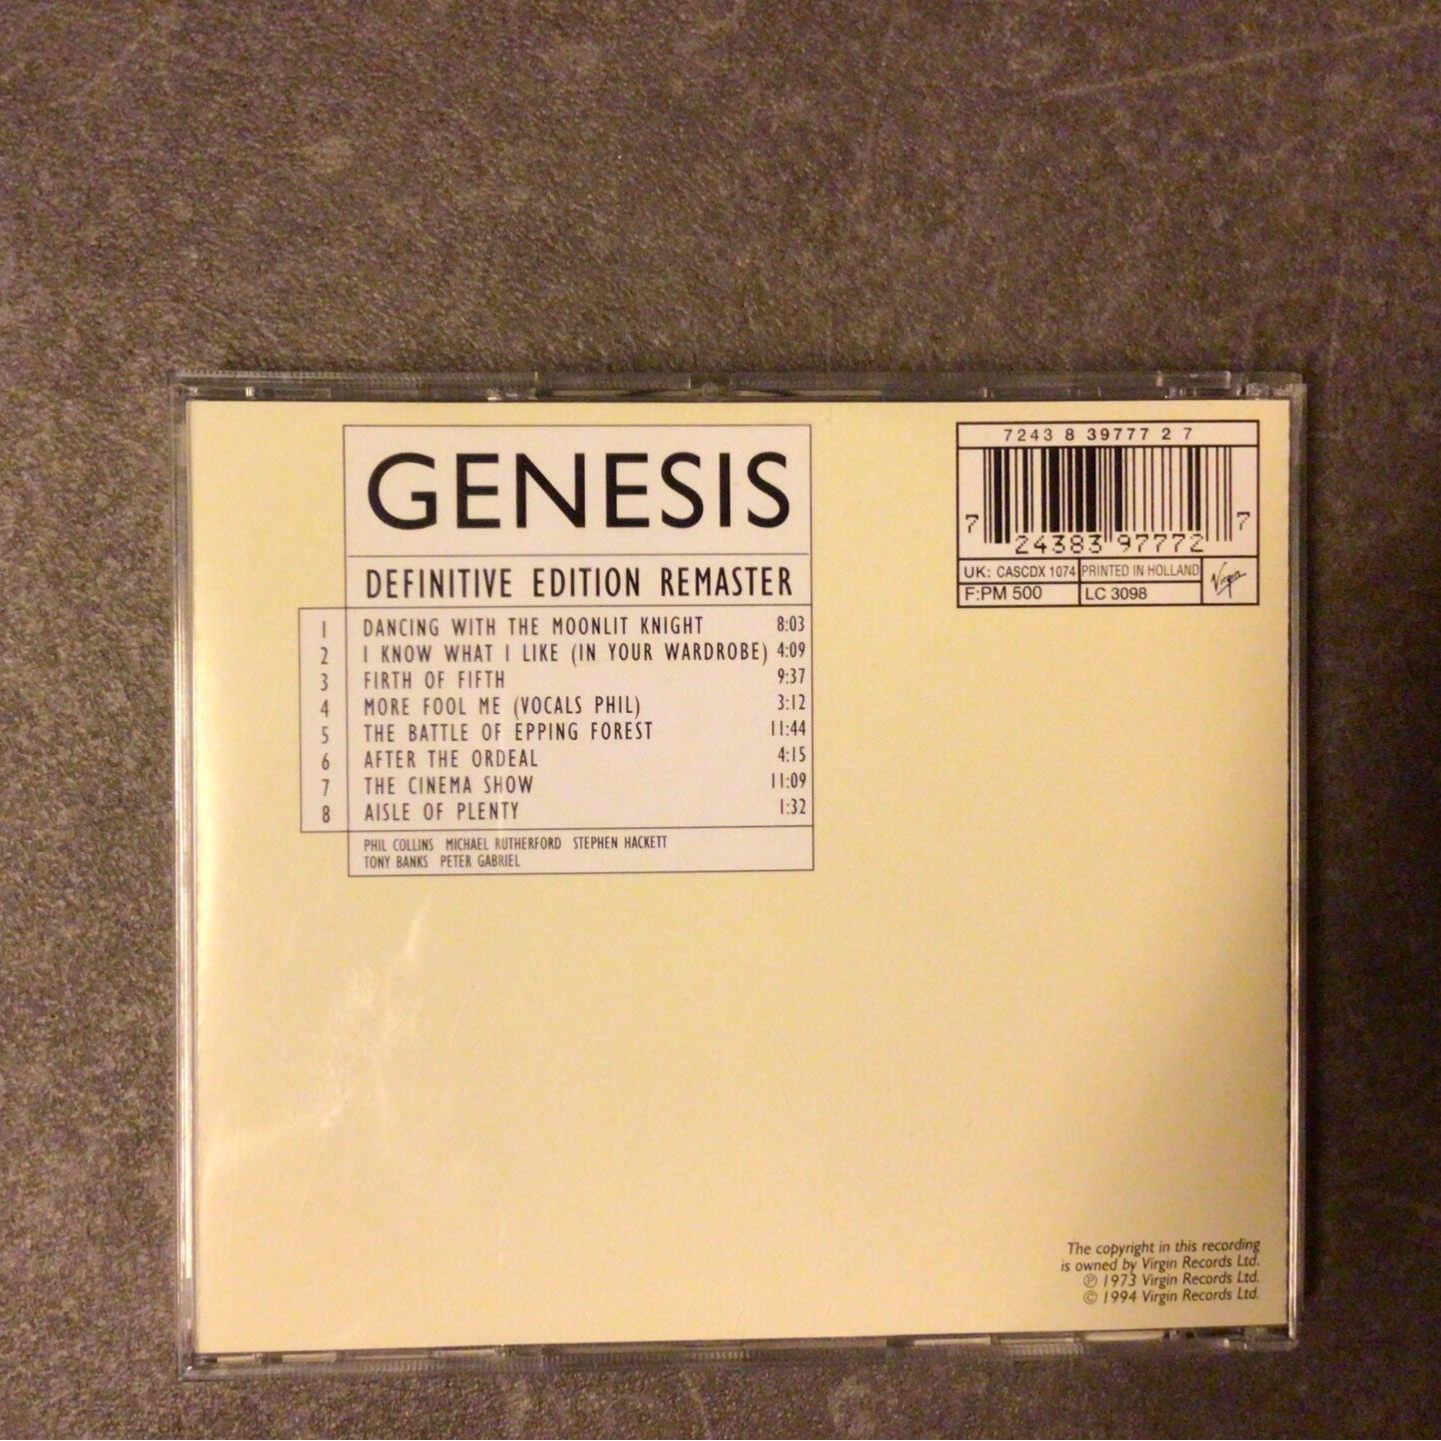 GENESIS
DEFINITIVE EDITION REMASTER
1 DANCING WITH THE MOONLIT KNIGHT 8:03
2 I KNOW WHAT I LIKE (IN YOUR WARDROBE) 4:09
3 FIRTH OF FIFTH 9:37
4 MORE FOOL ME (VOCALS PHIL) 3:12
5 THE BATTLE OF EPPING FOREST 11:44
6 AFTER THE ORDEAL 4:15
7 THE CINEMA SHOW 11:09
8 AISLE OF PLENTY 1:32
PHIL COLLINS MICHAEL RUTHERFORD STEPHEN HACKETT
TONY BANKS PETER GABRIEL
7243 8 39777 2 7
7 24383 97772 7
UK: CASCDX 1074 PRINTED IN HOLLAND
F:PM 500 LC 3098
Virgin
The copyright in this recording
is owned by Virgin Records Ltd.
℗ 1973 Virgin Records Ltd.
© 1994 Virgin Records Ltd.